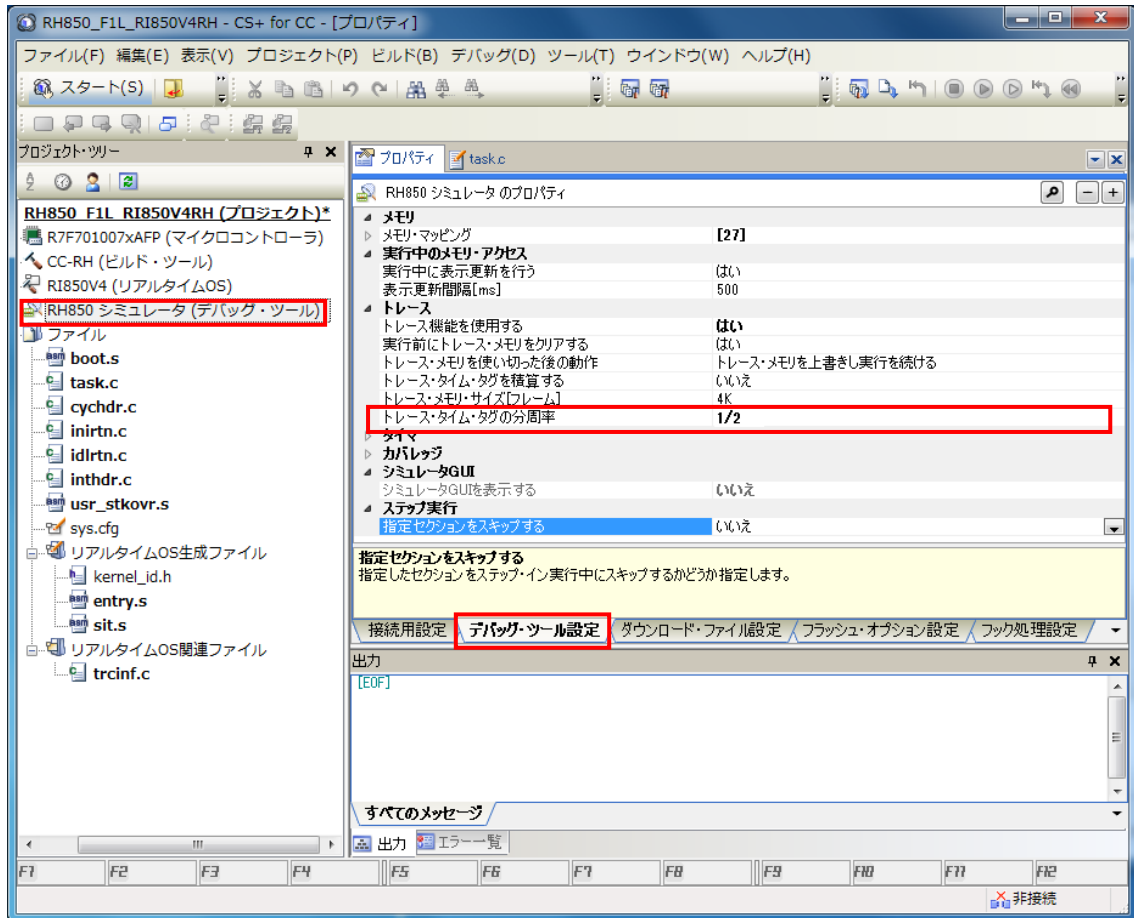 RH850_F1L_RI850V4RH - CS+ for CC - [プロパティ]
ファイル(F) 編集(E) 表示(V) プロジェクト(P) ビルド(B) デバッグ(D) ツール(T) ウインドウ(W) ヘルプ(H)
スタート(S)
プロジェクト・ツリー
RH850_F1L_RI850V4RH (プロジェクト)*
R7F701007xAFP (マイクロコントローラ)
CC-RH (ビルド・ツール)
RI850V4 (リアルタイムOS)
RH850 シミュレータ (デバッグ・ツール)
ファイル
boot.s
task.c
cychdr.c
inirtn.c
idlrtn.c
inthdr.c
usr_stkovr.s
sys.cfg
リアルタイムOS生成ファイル
kernel_id.h
entry.s
sit.s
リアルタイムOS関連ファイル
trcinf.c
プロパティ task.c
RH850 シミュレータ のプロパティ
メモリ
メモリ・マッピング [27]
実行中のメモリ・アクセス
実行中に表示更新を行う はい
表示更新間隔[ms] 500
トレース
トレース機能を使用する はい
実行前にトレース・メモリをクリアする はい
トレース・メモリを使い切った後の動作 トレース・メモリを上書きし実行を続ける
トレース・タイム・タグを積算する いいえ
トレース・メモリ・サイズ[フレーム] 4K
トレース・タイム・タグの分周率 1/2
タイマ
カバレッジ
シミュレータGUI
シミュレータGUIを表示する いいえ
ステップ実行
指定セクションをスキップする いいえ
指定セクションをスキップする
指定したセクションをステップ・イン実行中にスキップするかどうか指定します。
接続用設定 デバッグ・ツール設定 ダウンロード・ファイル設定 フラッシュ・オプション設定 フック処理設定
出力
[EOF]
すべてのメッセージ
出力 エラー一覧
F1 F2 F3 F4 F5 F6 F7 F8 F9 F10 F11 F12
非接続